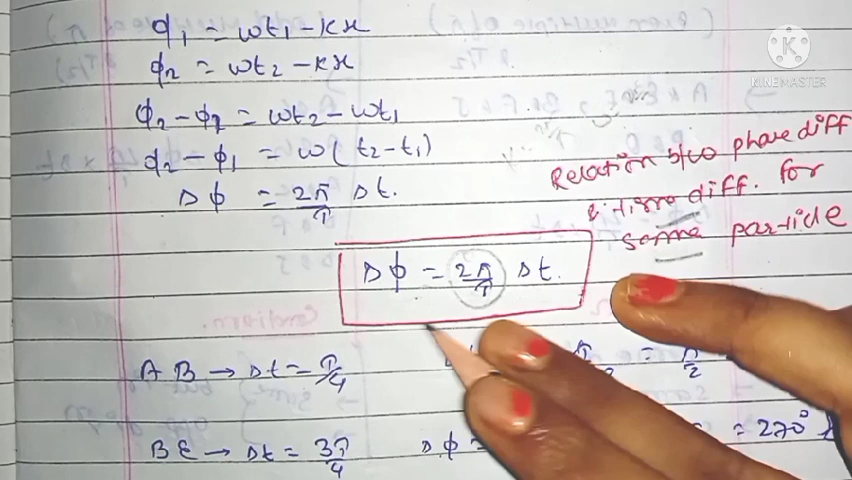 ϕ₁ = ωt₁ - kx
ϕ₂ = ωt₂ - kx
ϕ₂ - ϕ₁ = ωt₂ - ωt₁
ϕ₂ - ϕ₁ = ω(t₂ - t₁)
Δϕ = 2π/T Δt.
Relation b/w phase diff
& time diff. for
same particle
Δϕ = 2π/T Δt.
AB → Δt = T/4
= π/2
BE → Δt = 3T/4 Δϕ = = 270°
K
KINEMASTER